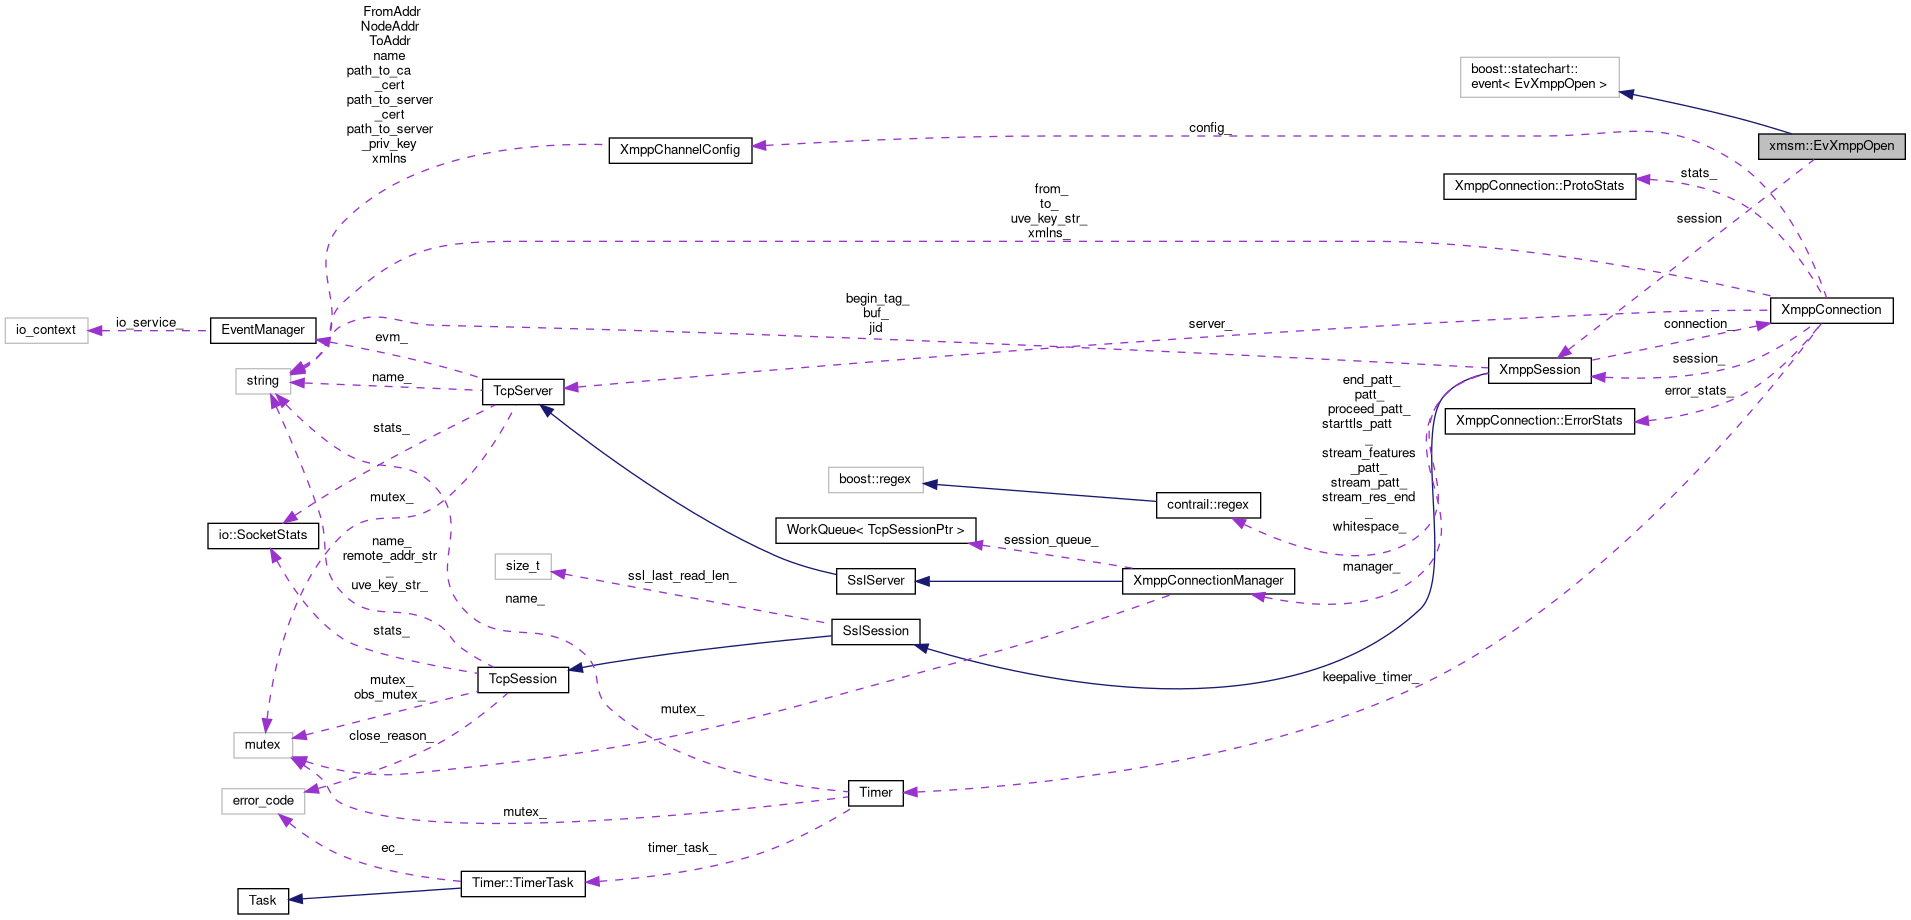 FromAddr
NodeAddr
ToAddr
name
path_to_ca
_cert
path_to_server
_cert
path_to_server
_priv_key
xmlns
boost::statechart::
event< EvXmppOpen >
config_
XmppChannelConfig
xmsm::EvXmppOpen
stats_
XmppConnection::ProtoStats
from_
to_
uve_key_str_
xmlns_
session
begin_tag_
buf_
jid
XmppConnection
io_context
io_service_
EventManager
evm_
server_
connection_
session_
XmppSession
string
name_
TcpServer
error_stats_
XmppConnection::ErrorStats
end_patt_
patt_
proceed_patt_
starttls_patt
_
stream_features
_patt_
stream_patt_
stream_res_end
_
whitespace_
stats_
boost::regex
contrail::regex
mutex_
WorkQueue< TcpSessionPtr >
session_queue_
io::SocketStats
name_
remote_addr_str
_
uve_key_str_
size_t
ssl_last_read_len_
SslServer
XmppConnectionManager
manager_
name_
stats_
SslSession
TcpSession
mutex_
obs_mutex_
keepalive_timer_
mutex_
close_reason_
mutex
error_code
Timer
mutex_
ec_
timer_task_
Timer::TimerTask
Task